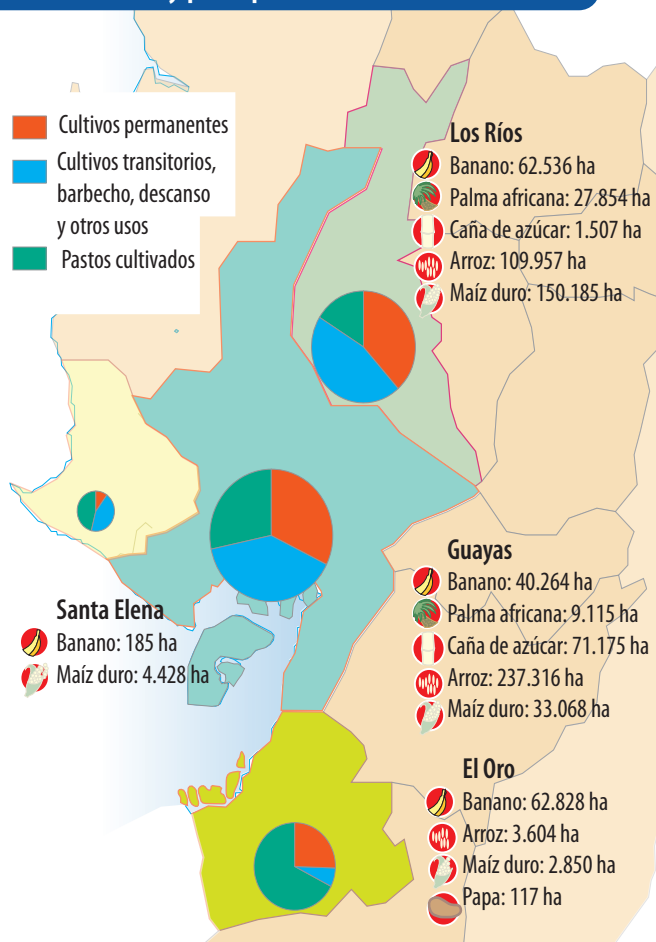 Cultivos permanentes
Cultivos transitorios,
barbecho, descanso
y otros usos
Pastos cultivados
Los Ríos
Banano: 62.536 ha
Palma africana: 27.854 ha
Caña de azúcar: 1.507 ha
Arroz: 109.957 ha
Maíz duro: 150.185 ha
Guayas
Banano: 40.264 ha
Palma africana: 9.115 ha
Caña de azúcar: 71.175 ha
Arroz: 237.316 ha
Maíz duro: 33.068 ha
Santa Elena
Banano: 185 ha
Maíz duro: 4.428 ha
El Oro
Banano: 62.828 ha
Arroz: 3.604 ha
Maíz duro: 2.850 ha
Papa: 117 ha